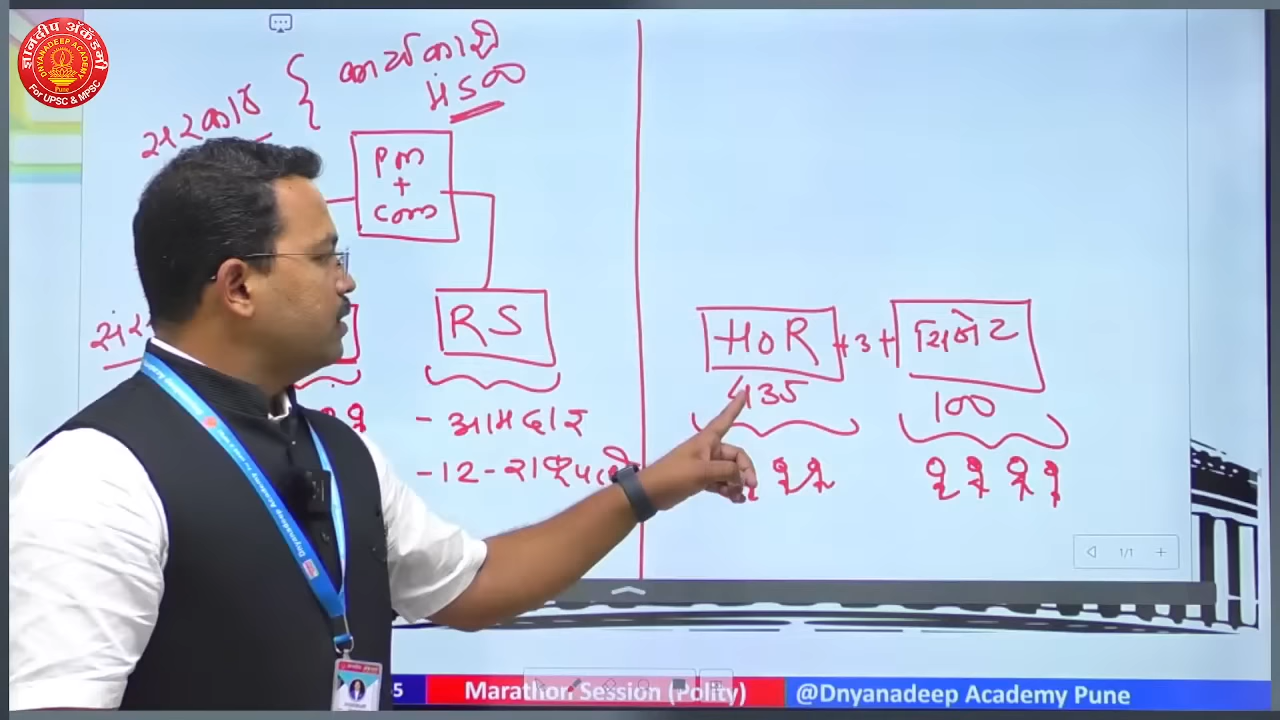 ज्ञानदीप अॅकॅडमी
DNYANADEEP ACADEMY
Pune
For UPSC & MPSC
सरकार
कार्यकारी
मंडळ
PM
+
COM
RS
- आमदार
-12-राष्ट्रपती
HOR +3+ सिनेट
435
100
1/1
Marathon Session (Polity)
@Dnyanadeep Academy Pune